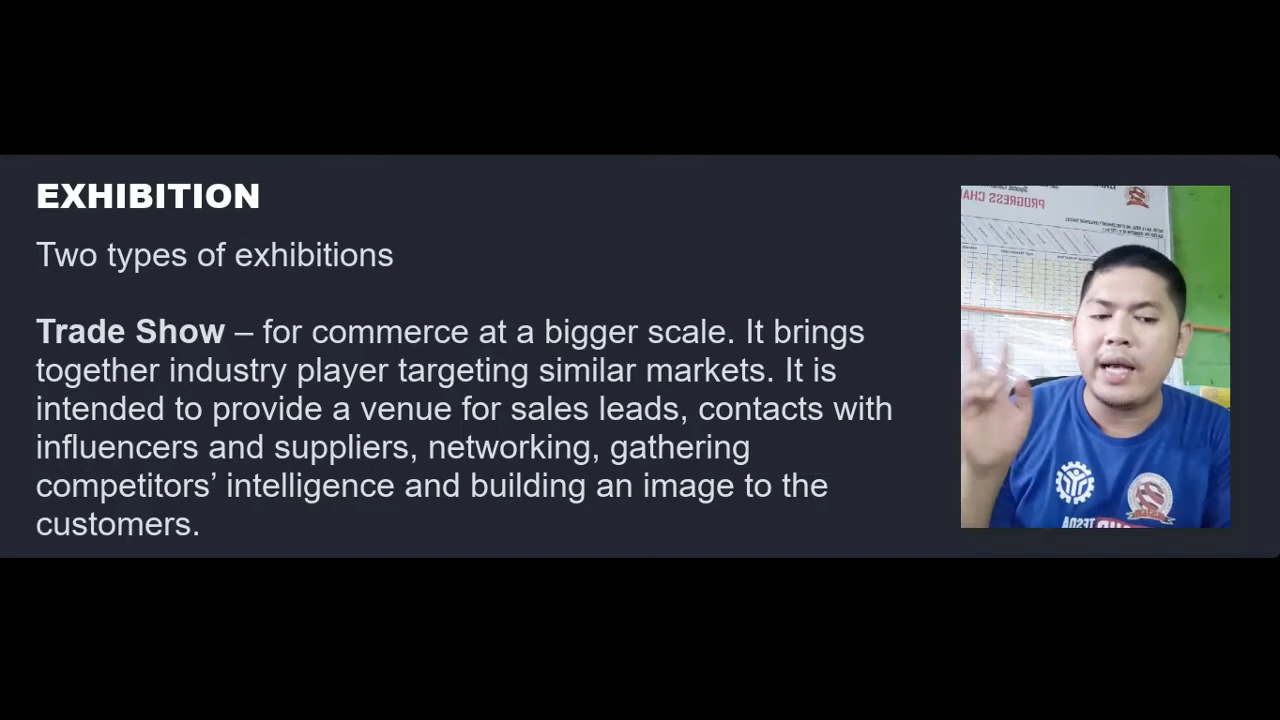 EXHIBITION
Two types of exhibitions
Trade Show – for commerce at a bigger scale. It brings
together industry player targeting similar markets. It is
intended to provide a venue for sales leads, contacts with
influencers and suppliers, networking, gathering
competitors’ intelligence and building an image to the
customers.
PROGRESS CHA
TESDA